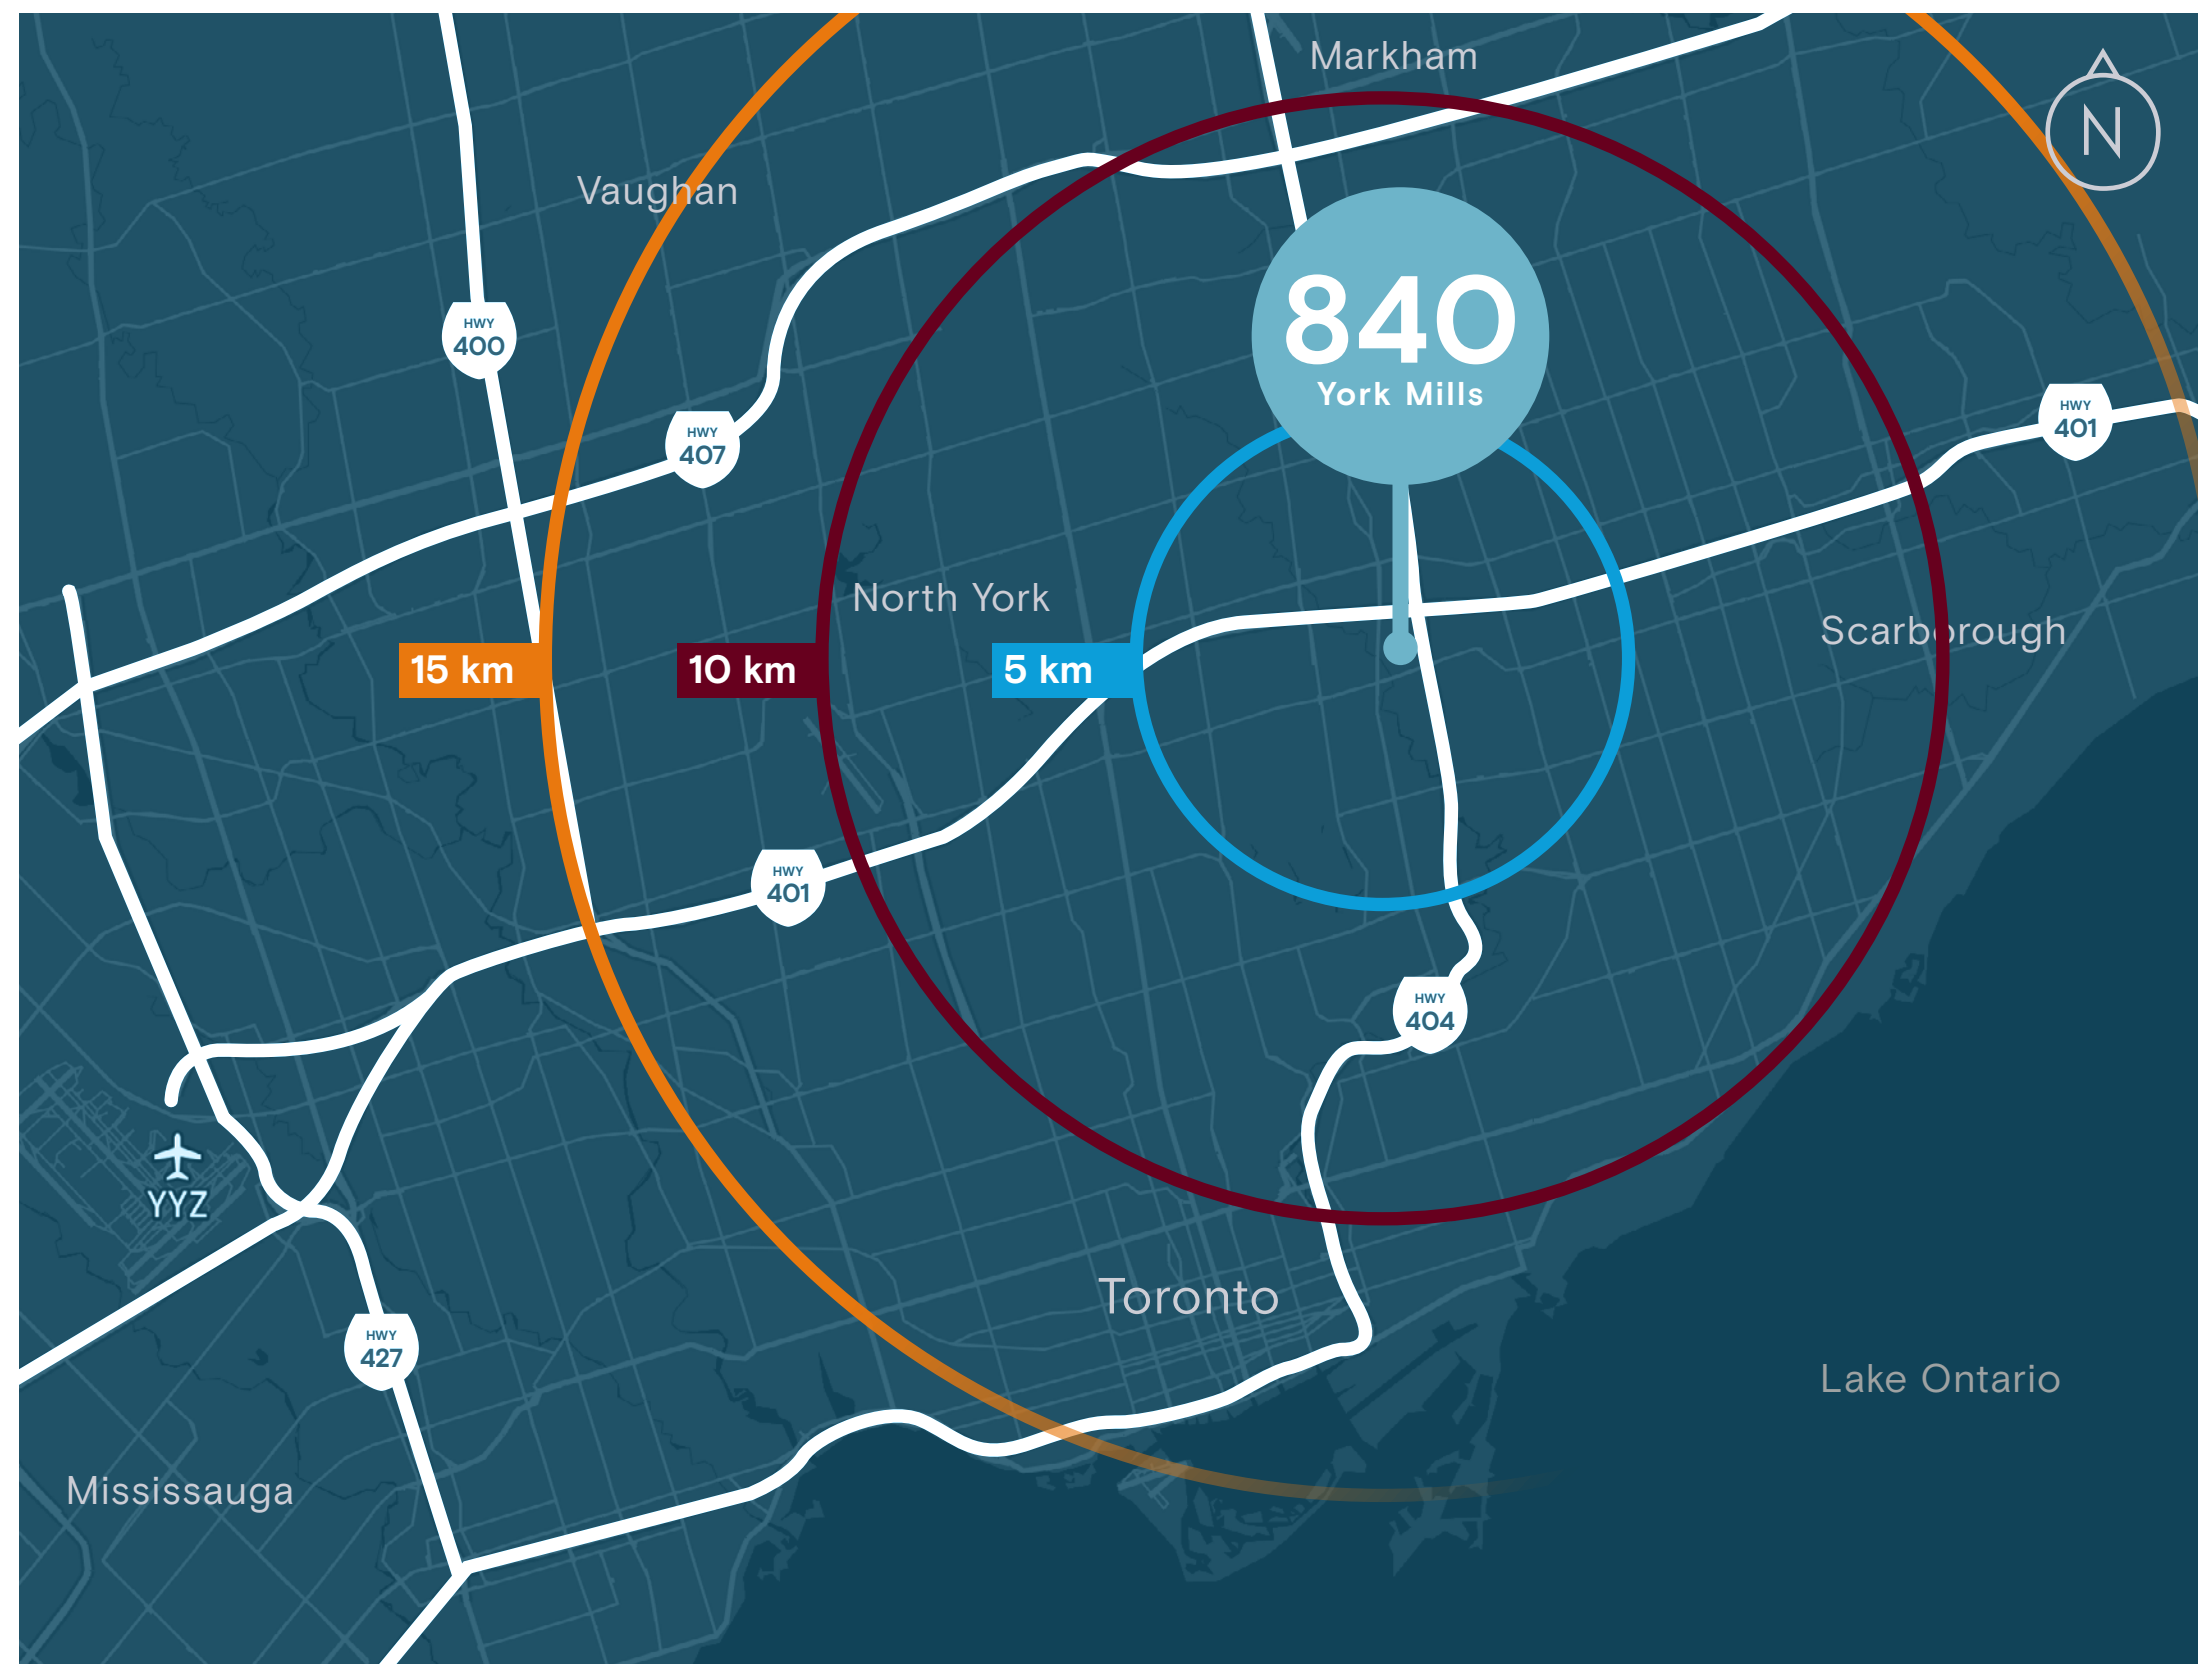 Markham
N
Vaughan
840
York Mills
HWY
400
HWY
407
HWY
401
North York
Scarborough
15 km
10 km
5 km
HWY
401
HWY
404
YYZ
Toronto
HWY
427
Lake Ontario
Mississauga